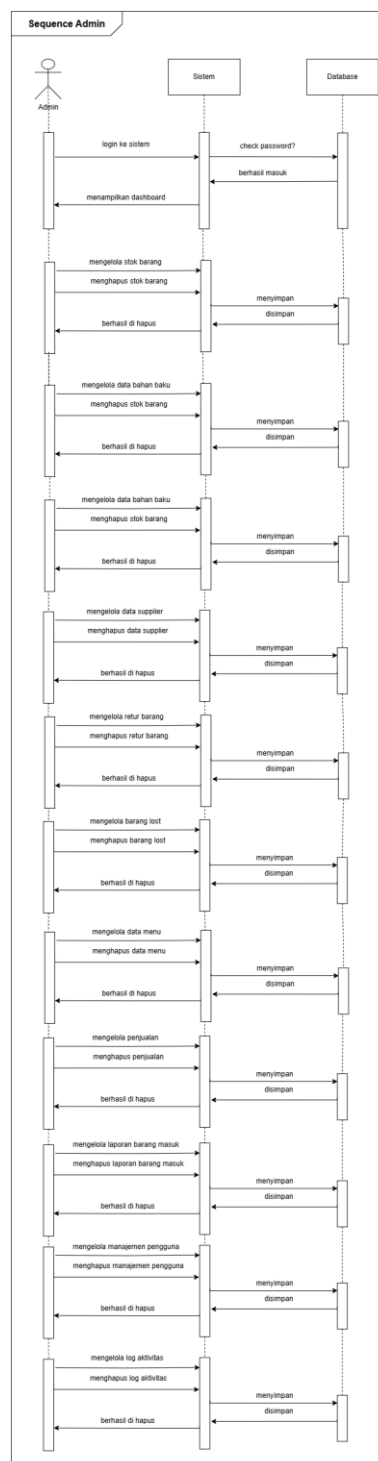 Sequence Admin
Sistem
Database
Admin
login ke sistem
check password?
berhasil masuk
menampilkan dashboard
mengelola stok barang
menghapus stok barang
menyimpan
disimpan
berhasil di hapus
mengelola data bahan baku
menghapus stok barang
menyimpan
disimpan
berhasil di hapus
mengelola data bahan baku
menghapus stok barang
menyimpan
disimpan
berhasil di hapus
mengelola data supplier
menghapus data supplier
menyimpan
disimpan
berhasil di hapus
mengelola retur barang
menghapus retur barang
menyimpan
disimpan
berhasil di hapus
mengelola barang lost
menghapus barang lost
menyimpan
disimpan
berhasil di hapus
mengelola data menu
menghapus data menu
menyimpan
disimpan
berhasil di hapus
mengelola penjualan
menghapus penjualan
menyimpan
disimpan
berhasil di hapus
mengelola laporan barang masuk
menghapus laporan barang masuk
menyimpan
disimpan
berhasil di hapus
mengelola manajemen pengguna
menghapus manajemen pengguna
menyimpan
disimpan
berhasil di hapus
mengelola log aktivitas
menghapus log aktivitas
menyimpan
disimpan
berhasil di hapus